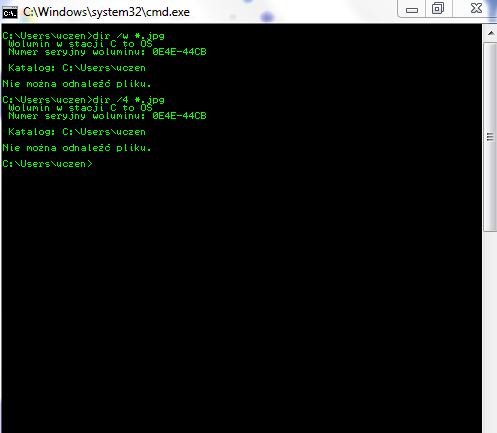 C:\Windows\system32\cmd.exe
C:\Users\uczen>dir /w *.jpg
Wolumin w stacji C to OS
Numer seryjny woluminu: 0E4E-44CB
Katalog: C:\Users\uczen
Nie można odnaleźć pliku.
C:\Users\uczen>dir /4 *.jpg
Wolumin w stacji C to OS
Numer seryjny woluminu: 0E4E-44CB
Katalog: C:\Users\uczen
Nie można odnaleźć pliku.
C:\Users\uczen>